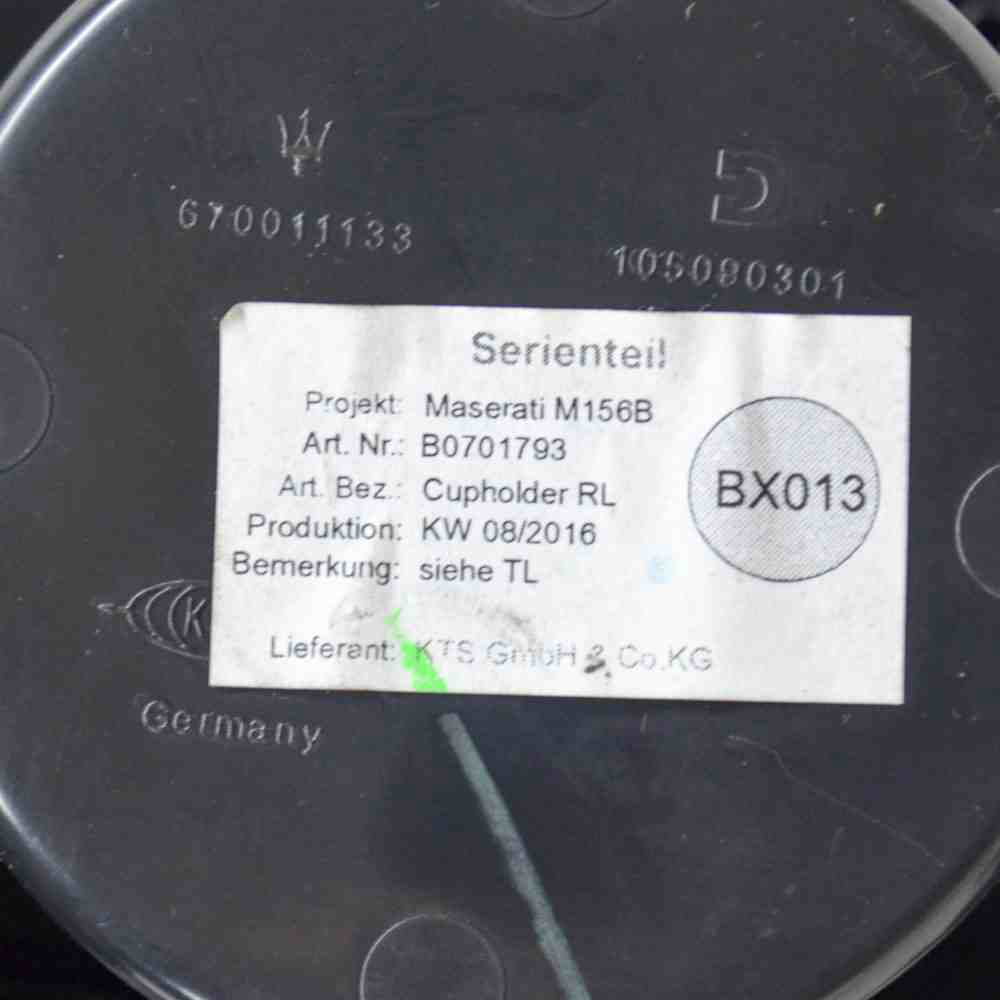 670011133
105080301
Serienteil
Projekt: Maserati M156B
Art. Nr.: B0701793
Art. Bez.: Cupholder RL
Produktion: KW 08/2016
Bemerkung: siehe TL
BX013
Lieferant: KTS GmbH & Co.KG
K
Germany